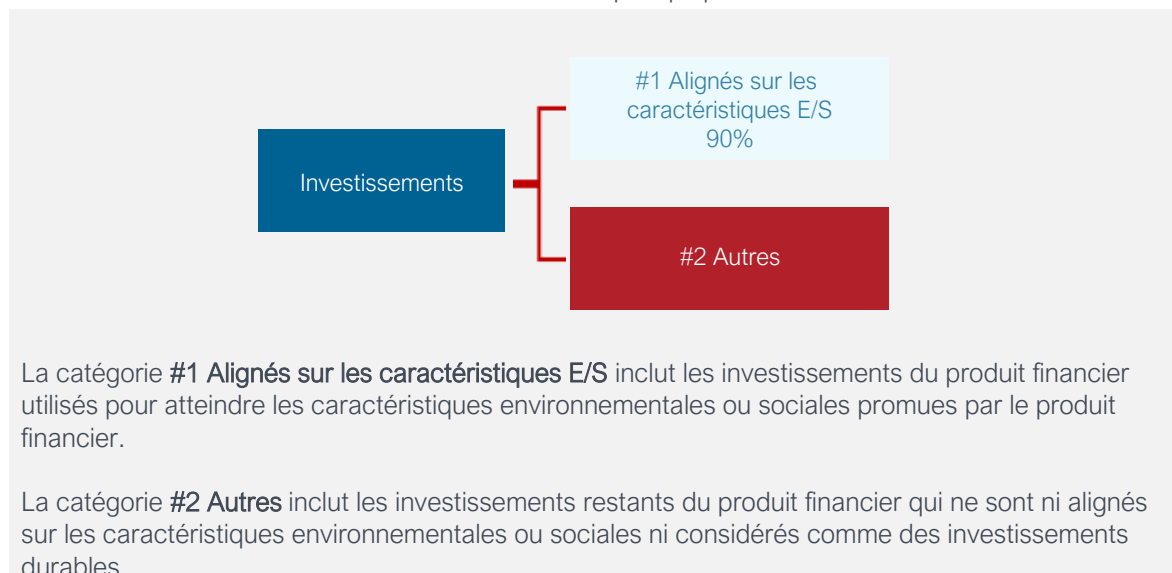 #1 Alignés sur les
caractéristiques E/S
90%
Investissements
#2 Autres
La catégorie #1 Alignés sur les caractéristiques E/S inclut les investissements du produit financier
utilisés pour atteindre les caractéristiques environnementales ou sociales promues par le produit
financier.
La catégorie #2 Autres inclut les investissements restants du produit financier qui ne sont ni alignés
sur les caractéristiques environnementales ou sociales ni considérés comme des investissements
durables